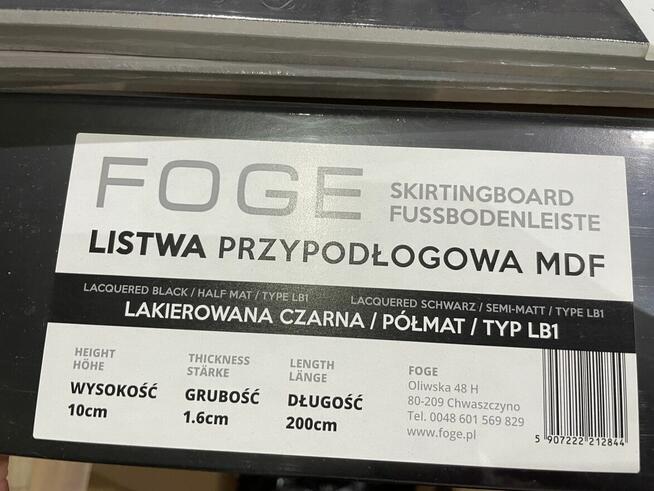 FOGE
SKIRTINGBOARD
FUSSBODENLEISTE
LISTWA PRZYPODŁOGOWA MDF
LACQUERED BLACK / HALF MAT / TYPE LB1
LACQUERED SCHWARZ / SEMI-MATT / TYPE LB1
LAKIEROWANA CZARNA / PÓŁMAT / TYP LB1
HEIGHT
HÖHE
WYSOKOŚĆ
10cm
THICKNESS
STÄRKE
GRUBOŚĆ
1.6cm
LENGTH
LÄNGE
DŁUGOŚĆ
200cm
FOGE
Oliwska 48 H
80-209 Chwaszczyno
Tel. 0048 601 569 829
www.foge.pl
5 907222 212844